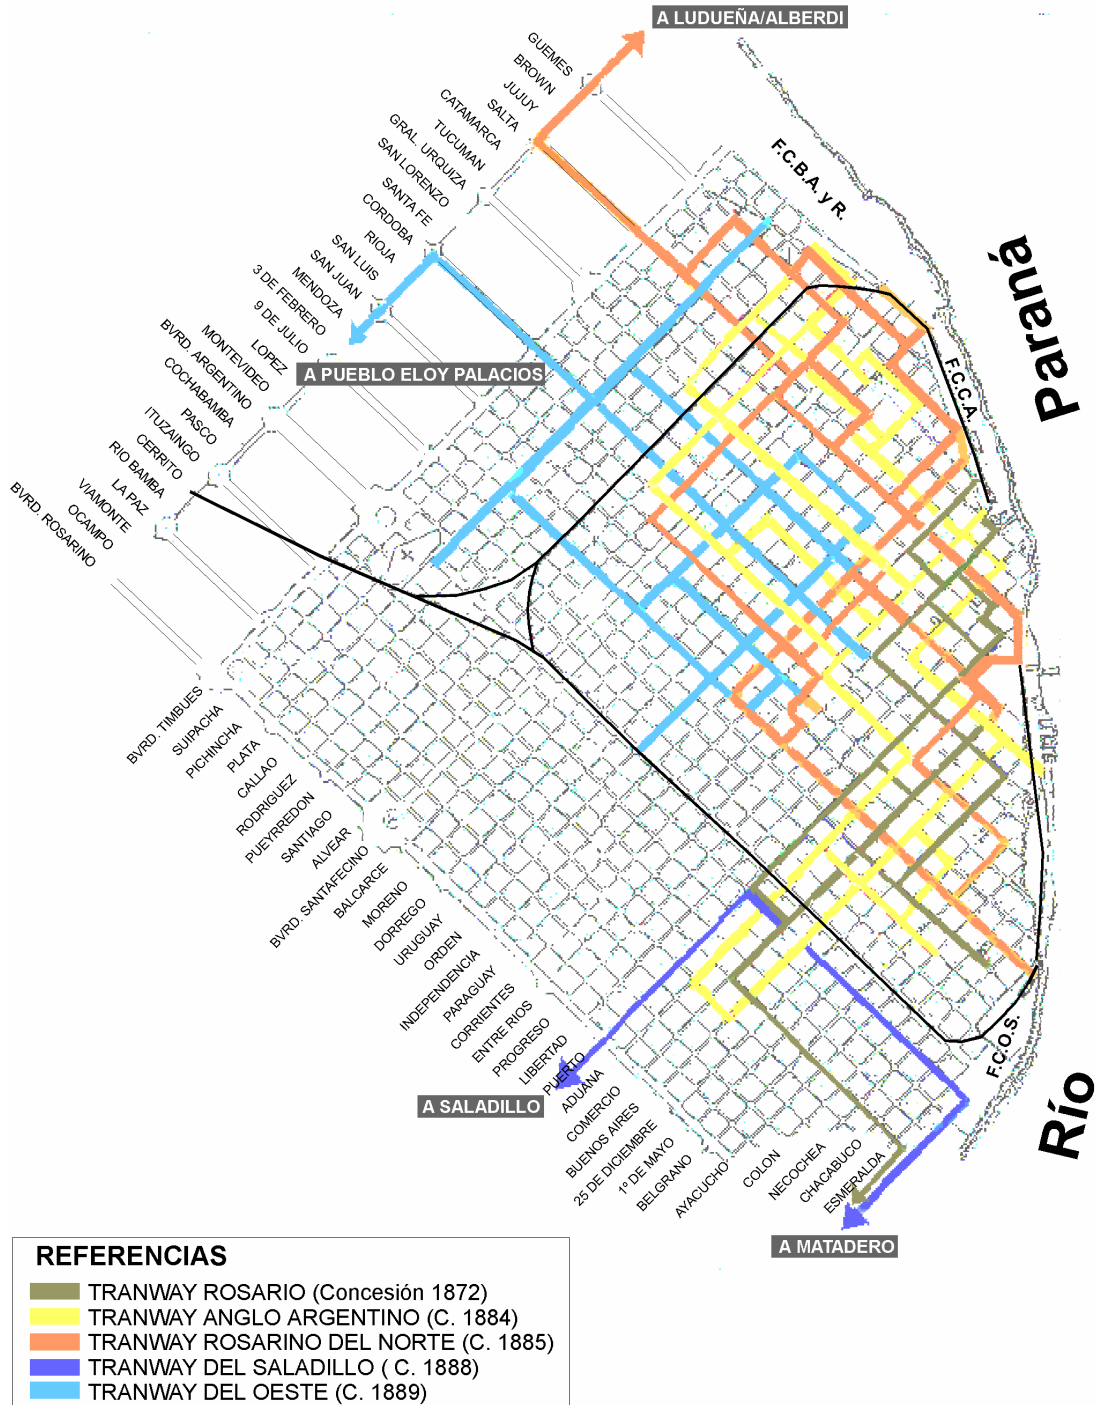 A LUDUEÑA/ALBERDI
GUEMES
BROWN
JUJUY
SALTA
CATAMARCA
TUCUMAN
GRAL. URQUIZA
SAN LORENZO
SANTA FE
CORDOBA
RIOJA
SAN LUIS
SAN JUAN
MENDOZA
3 DE FEBRERO
9 DE JULIO
LOPEZ
MONTEVIDEO
BVRD. ARGENTINO
COCHABAMBA
PASCO
ITUZAINGO
CERRITO
RIO BAMBA
LA PAZ
VIAMONTE
OCAMPO
BVRD. ROSARINO
F.C.B.A. y R.
Paraná
F.C.C.A.
A PUEBLO ELOY PALACIOS
BVRD. TIMBUES
SUIPACHA
PICHINCHA
PLATA
CALLAO
RODRIGUEZ
PUEYRREDON
SANTIAGO
ALVEAR
BVRD. SANTAFECINO
BALCARCE
MORENO
DORREGO
URUGUAY
ORDEN
INDEPENDENCIA
PARAGUAY
CORRIENTES
ENTRE RIOS
PROGRESO
LIBERTAD
PUERTO
ADUANA
COMERCIO
BUENOS AIRES
25 DE DICIEMBRE
1º DE MAYO
BELGRANO
AYACUCHO
COLON
NECOCHEA
CHACABUCO
ESMERALDA
F.C.O.S.
Río
A SALADILLO
A MATADERO
REFERENCIAS
TRANWAY ROSARIO (Concesión 1872)
TRANWAY ANGLO ARGENTINO (C. 1884)
TRANWAY ROSARINO DEL NORTE (C. 1885)
TRANWAY DEL SALADILLO ( C. 1888)
TRANWAY DEL OESTE (C. 1889)